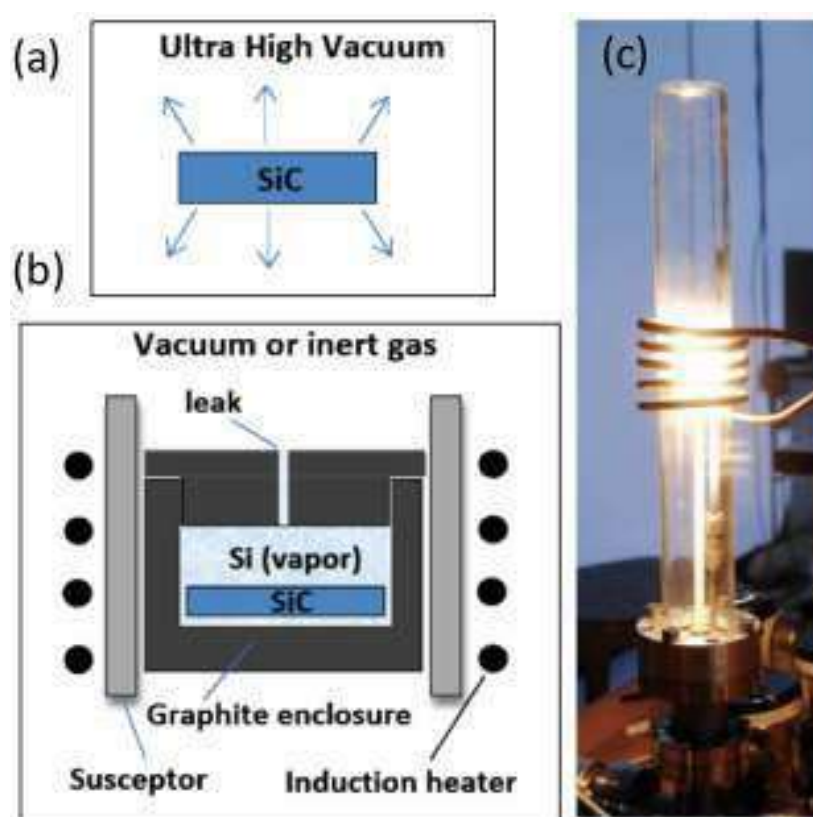 (a)
Ultra High Vacuum
SiC
(b)
Vacuum or inert gas
leak
Si (vapor)
SiC
Graphite enclosure
Susceptor
Induction heater
(c)